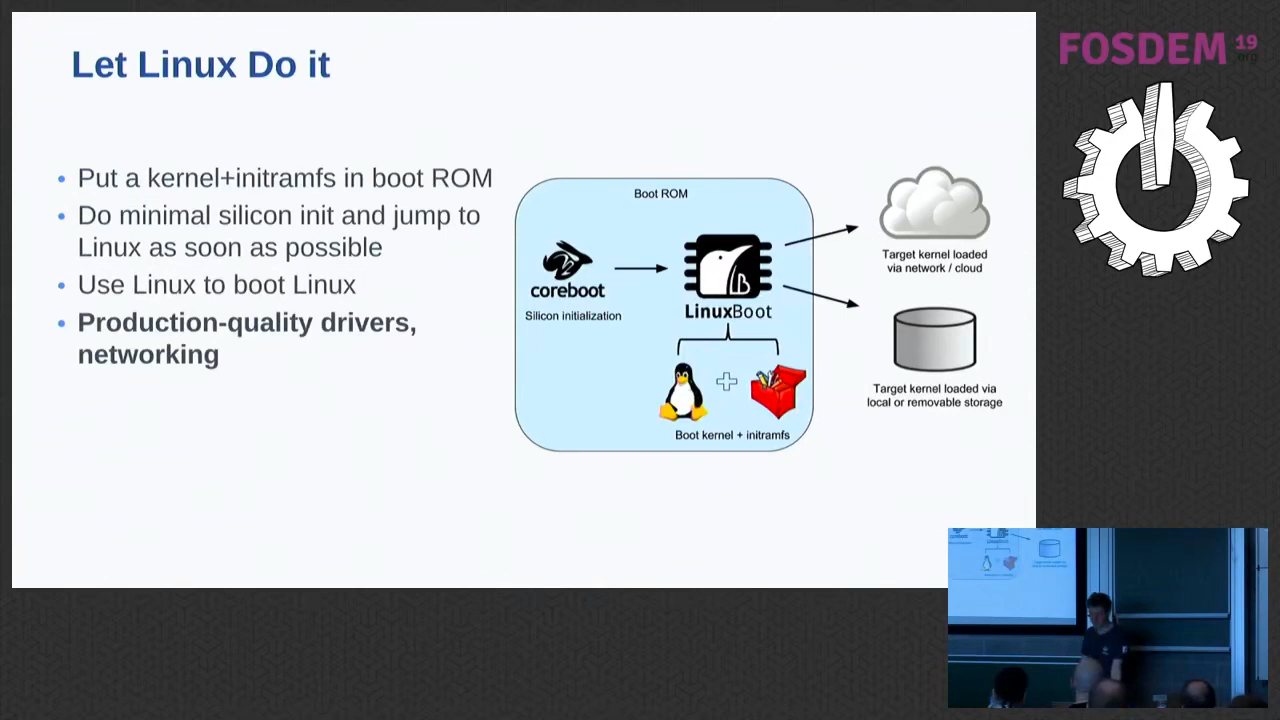 Let Linux Do it
• Put a kernel+initramfs in boot ROM
• Do minimal silicon init and jump to
Linux as soon as possible
• Use Linux to boot Linux
• Production-quality drivers,
networking
Boot ROM
coreboot
Silicon initialization
LB
LinuxBoot
Boot kernel + initramfs
Target kernel loaded
via network / cloud
Target kernel loaded via
local or removable storage
FOSDEM 19
.org